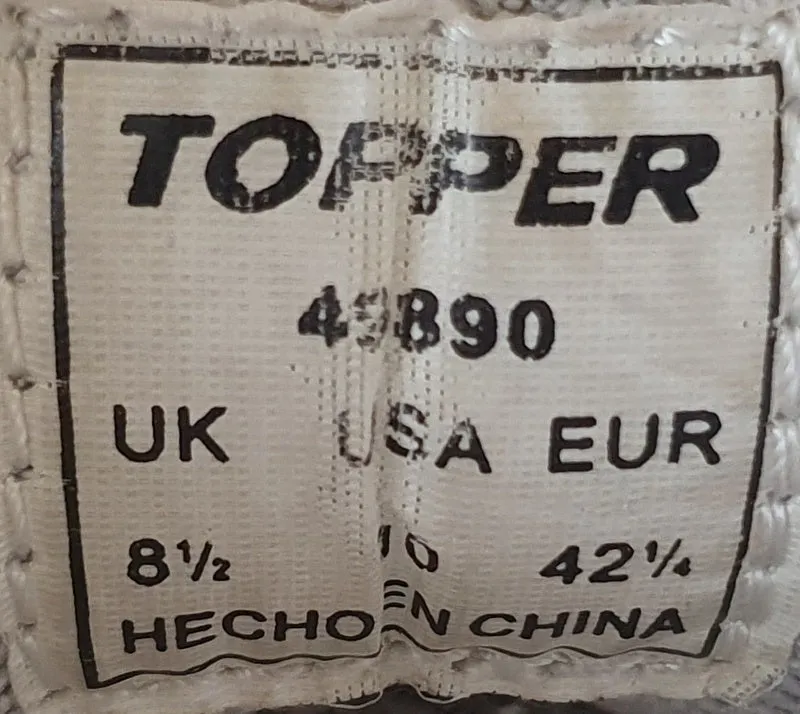 TOPPER
UK USA EUR
8½ 10 42¼
HECHO EN CHINA